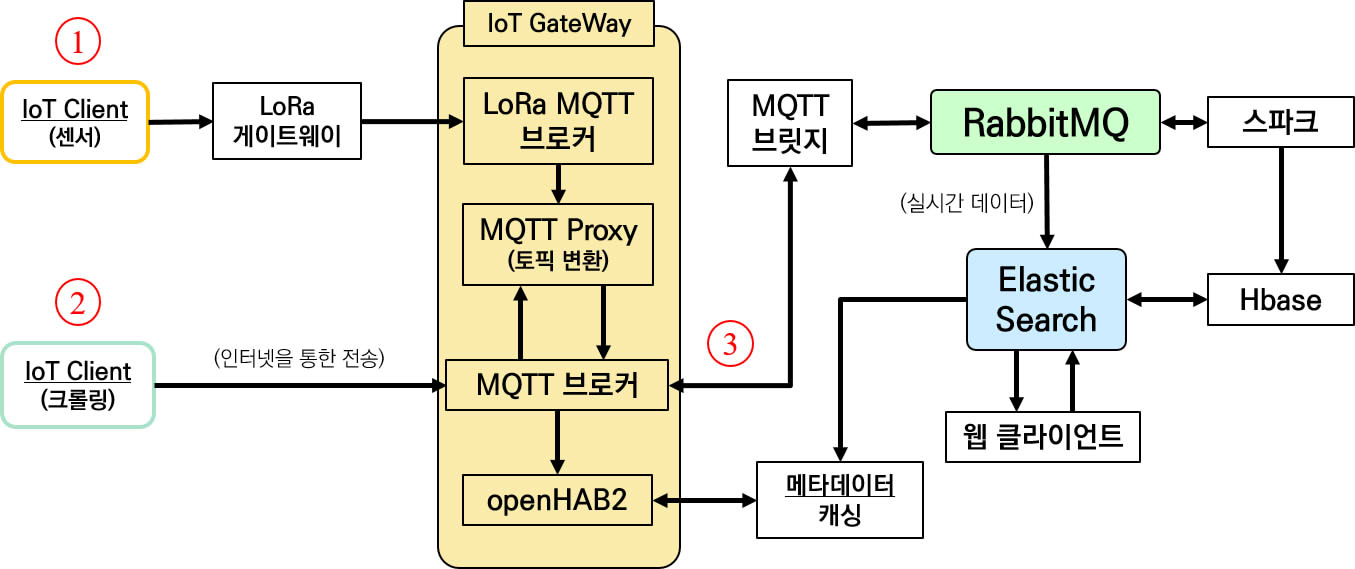 IoT GateWay
①
IoT Client
(센서)
LoRa
게이트웨이
LoRa MQTT
브로커
MQTT
브릿지
RabbitMQ
스파크
(실시간 데이터)
MQTT Proxy
(토픽 변환)
Elastic
Search
Hbase
②
IoT Client
(크롤링)
(인터넷을 통한 전송)
③
MQTT 브로커
웹 클라이언트
openHAB2
메타데이터
캐싱